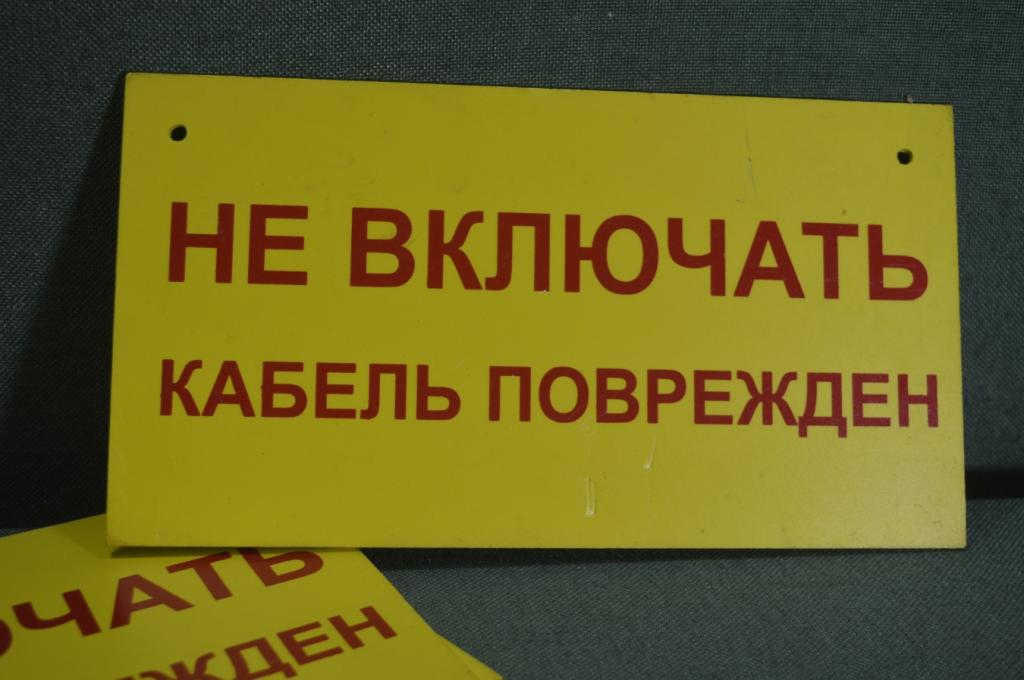 НЕ ВКЛЮЧАТЬ
КАБЕЛЬ ПОВРЕЖДЕН